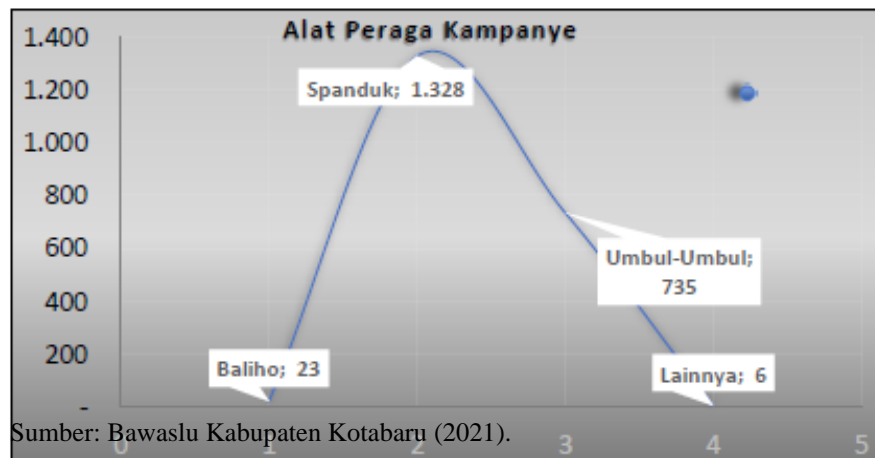 Alat Peraga Kampanye
1.400
1.200
1.000
800
600
400
200
-
Spanduk; 1.328
Umbul-Umbul;
735
Baliho; 23
Lainnya; 6
0 1 2 3 4 5
Sumber: Bawaslu Kabupaten Kotabaru (2021).